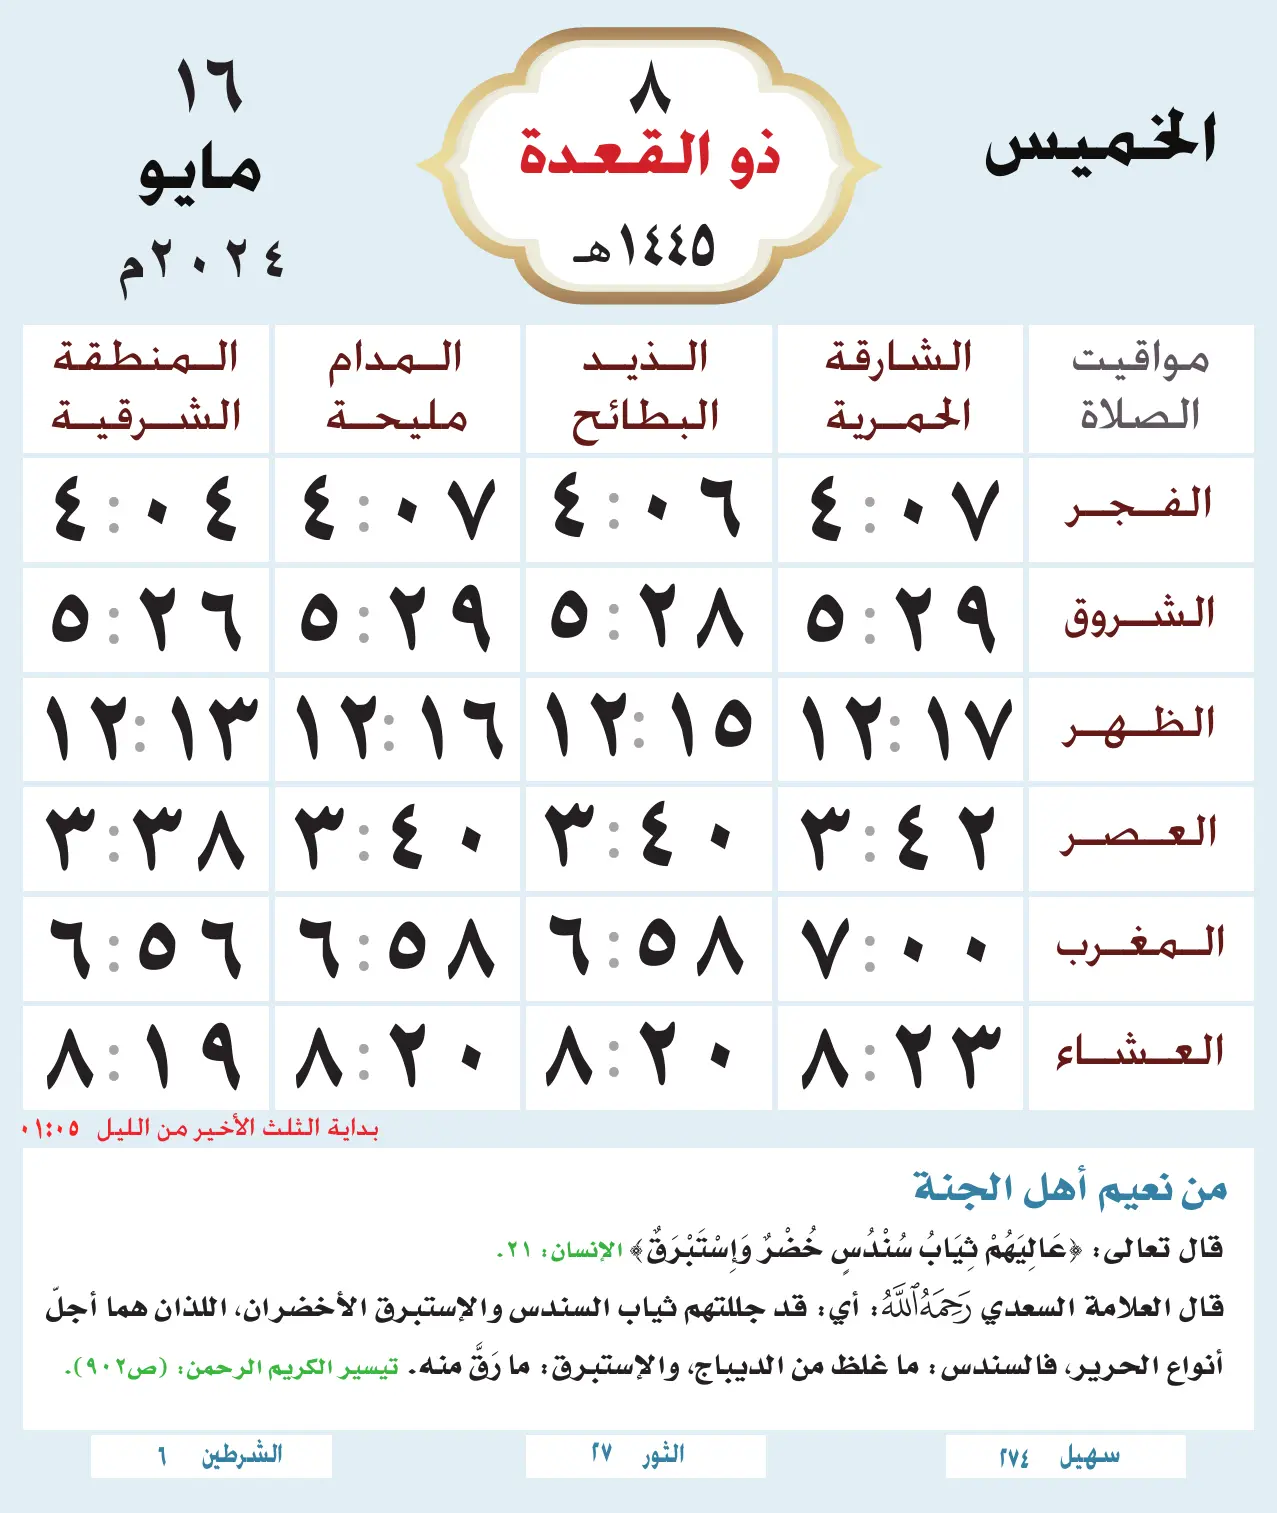 الخميس
٨
ذو القعدة
١٤٤٥هـ
١٦
مايو
٢٠٢٤م
مواقيت الصلاة
الشارقة الحمرية
الذيد البطائح
المدام مليحة
المنطقة الشرقية
الفجر ٤:٠٧ ٤:٠٦ ٤:٠٧ ٤:٠٤
الشروق ٥:٢٩ ٥:٢٨ ٥:٢٩ ٥:٢٦
الظهر ١٢:١٧ ١٢:١٥ ١٢:١٦ ١٢:١٣
العصر ٣:٤٢ ٣:٤٠ ٣:٤٠ ٣:٣٨
المغرب ٧:٠٠ ٦:٥٨ ٦:٥٨ ٦:٥٦
العشاء ٨:٢٣ ٨:٢٠ ٨:٢٠ ٨:١٩
بداية الثلث الأخير من الليل ٠١:٠٥
من نعيم أهل الجنة
قال تعالى: ﴿عَالِيَهُمْ ثِيَابُ سُنْدُسٍ خُضْرٌ وَإِسْتَبْرَقٌ﴾ الإنسان: ٢١.
قال العلامة السعدي رَحِمَهُ ٱللَّهُ: أي: قد جللتهم ثياب السندس والإستبرق الأخضران، اللذان هما أجلّ
أنواع الحرير، فالسندس: ما غلظ من الديباج، والإستبرق: ما رَقَّ منه. تيسير الكريم الرحمن: (ص٩٠٢).
سهيل ٢٧٤
الثور ٢٧
الشرطين ٦